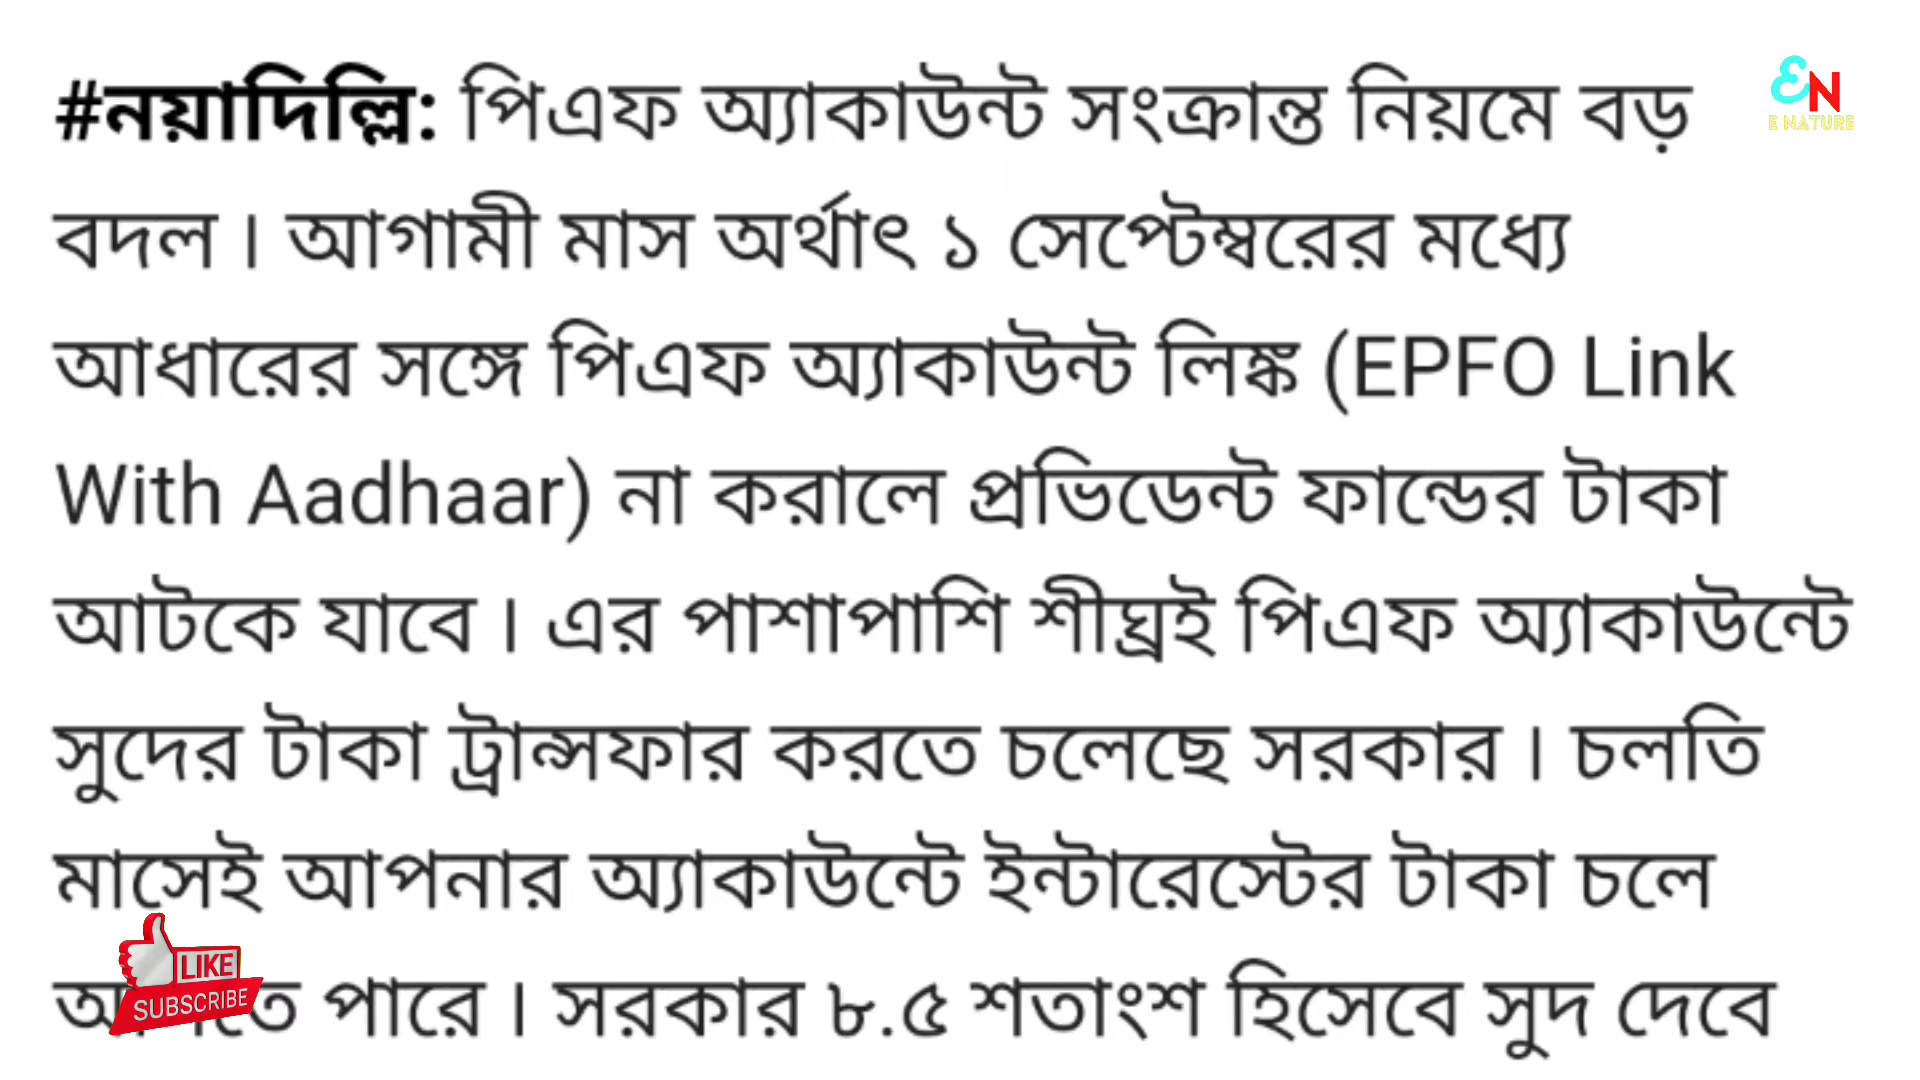 #নয়াদিল্লি: পিএফ অ্যাকাউন্ট সংক্রান্ত নিয়মে বড়
বদল । আগামী মাস অর্থাৎ ১ সেপ্টেম্বরের মধ্যে
আধারের সঙ্গে পিএফ অ্যাকাউন্ট লিঙ্ক (EPFO Link
With Aadhaar) না করালে প্রভিডেন্ট ফান্ডের টাকা
আটকে যাবে । এর পাশাপাশি শীঘ্রই পিএফ অ্যাকাউন্টে
সুদের টাকা ট্রান্সফার করতে চলেছে সরকার । চলতি
মাসেই আপনার অ্যাকাউন্টে ইন্টারেস্টের টাকা চলে
পারে । সরকার ৮.৫ শতাংশ হিসেবে সুদ দেবে
EN
E NATURE
LIKE
SUBSCRIBE